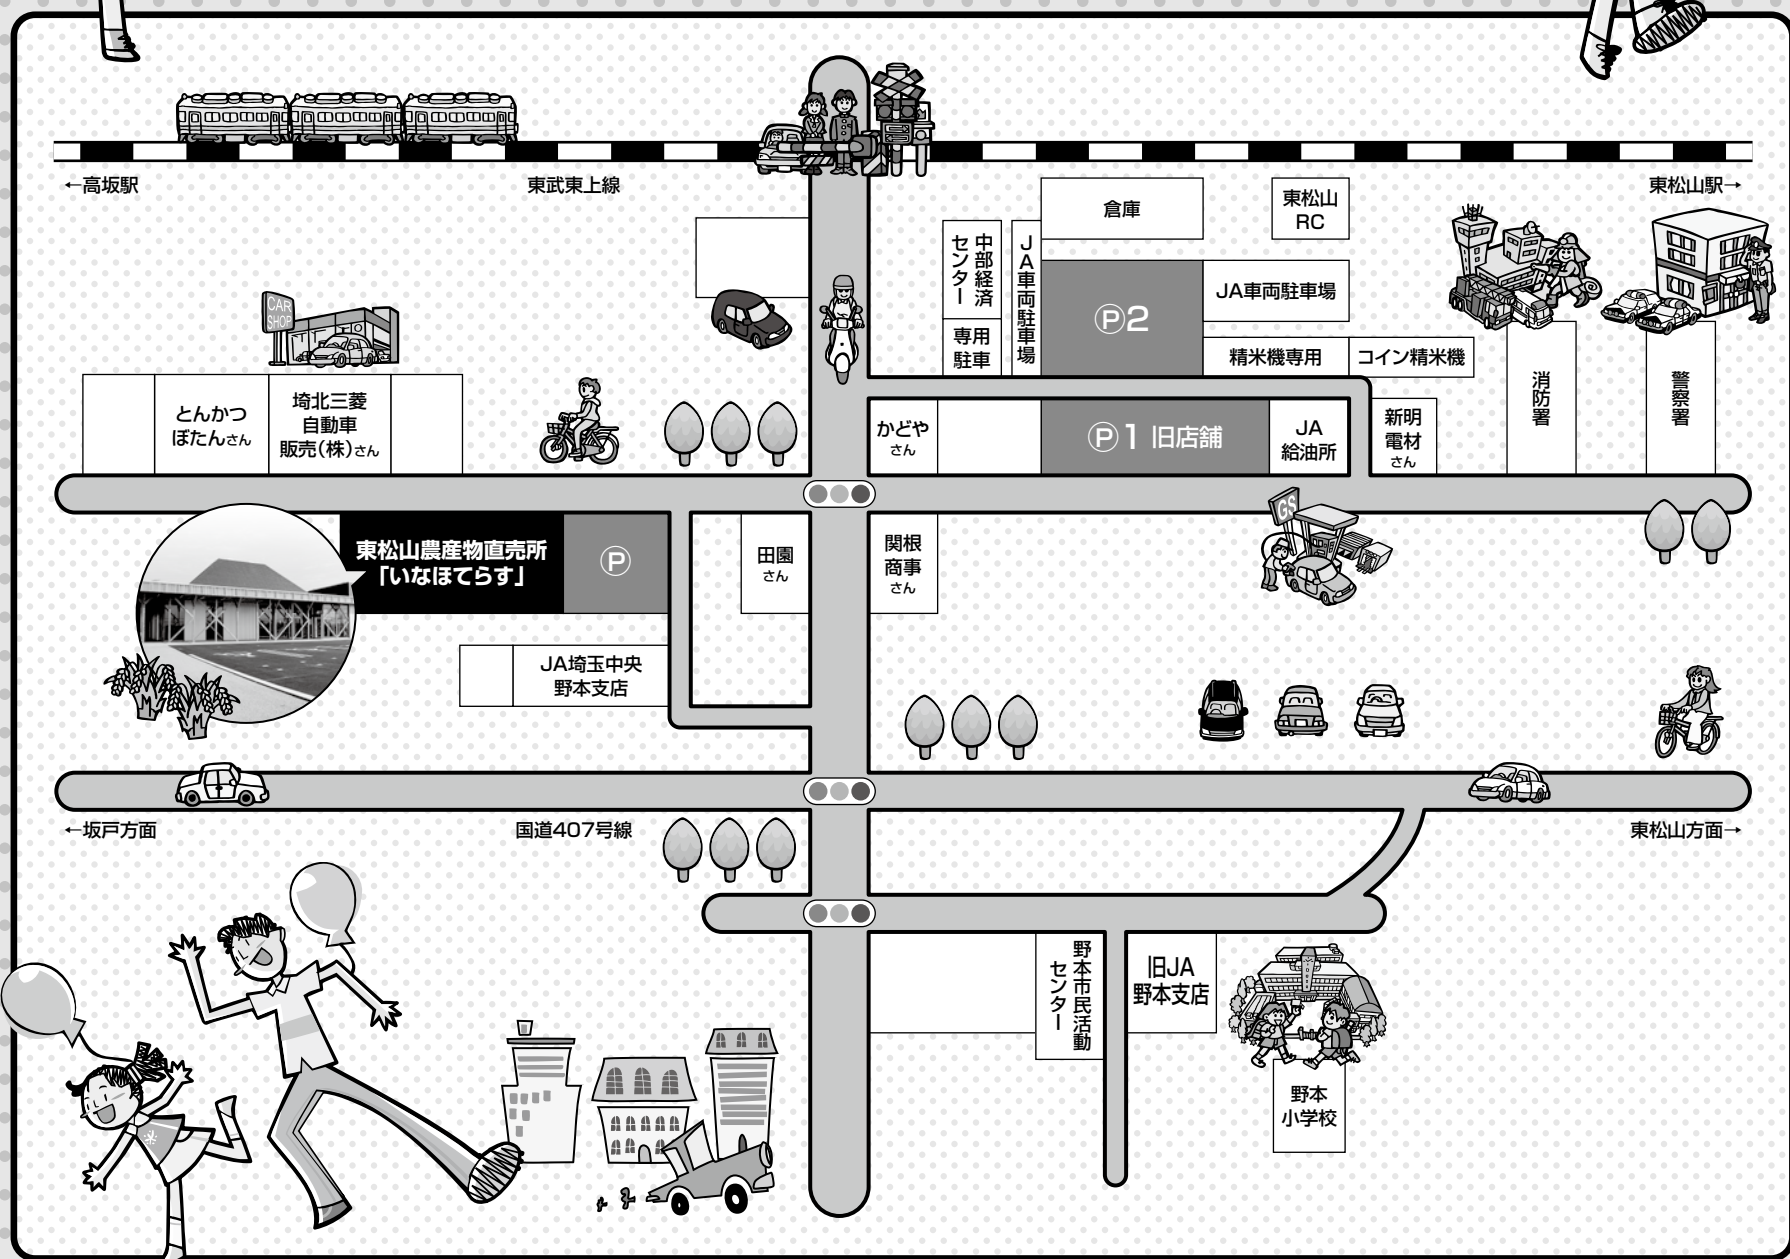 ←高坂駅
東武東上線
東松山駅→
倉庫
東松山
RC
中部経済
センター
JA車両駐車場
専用
駐車
Ⓟ2
JA車両駐車場
精米機専用
コイン精米機
消防署
警察署
CAR
SHOP
とんかつ
ぼたんさん
埼北三菱
自動車
販売(株)さん
かどや
さん
Ⓟ1 旧店舗
JA
給油所
新明
電材
さん
東松山農産物直売所
「いなほてらす」
Ⓟ
田園
さん
関根
商事
さん
GS
JA埼玉中央
野本支店
←坂戸方面
国道407号線
東松山方面→
野本市民活動
センター
旧JA
野本支店
野本
小学校